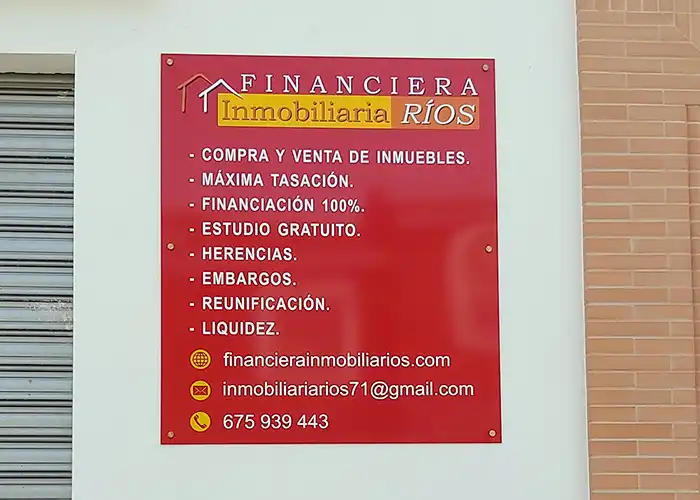 FINANCIERA
Inmobiliaria RÍOS
- COMPRA Y VENTA DE INMUEBLES.
- MÁXIMA TASACIÓN.
- FINANCIACIÓN 100%.
- ESTUDIO GRATUITO.
- HERENCIAS.
- EMBARGOS.
- REUNIFICACIÓN.
- LIQUIDEZ.
financierainmobiliarios.com
inmobiliariarios71@gmail.com
675 939 443